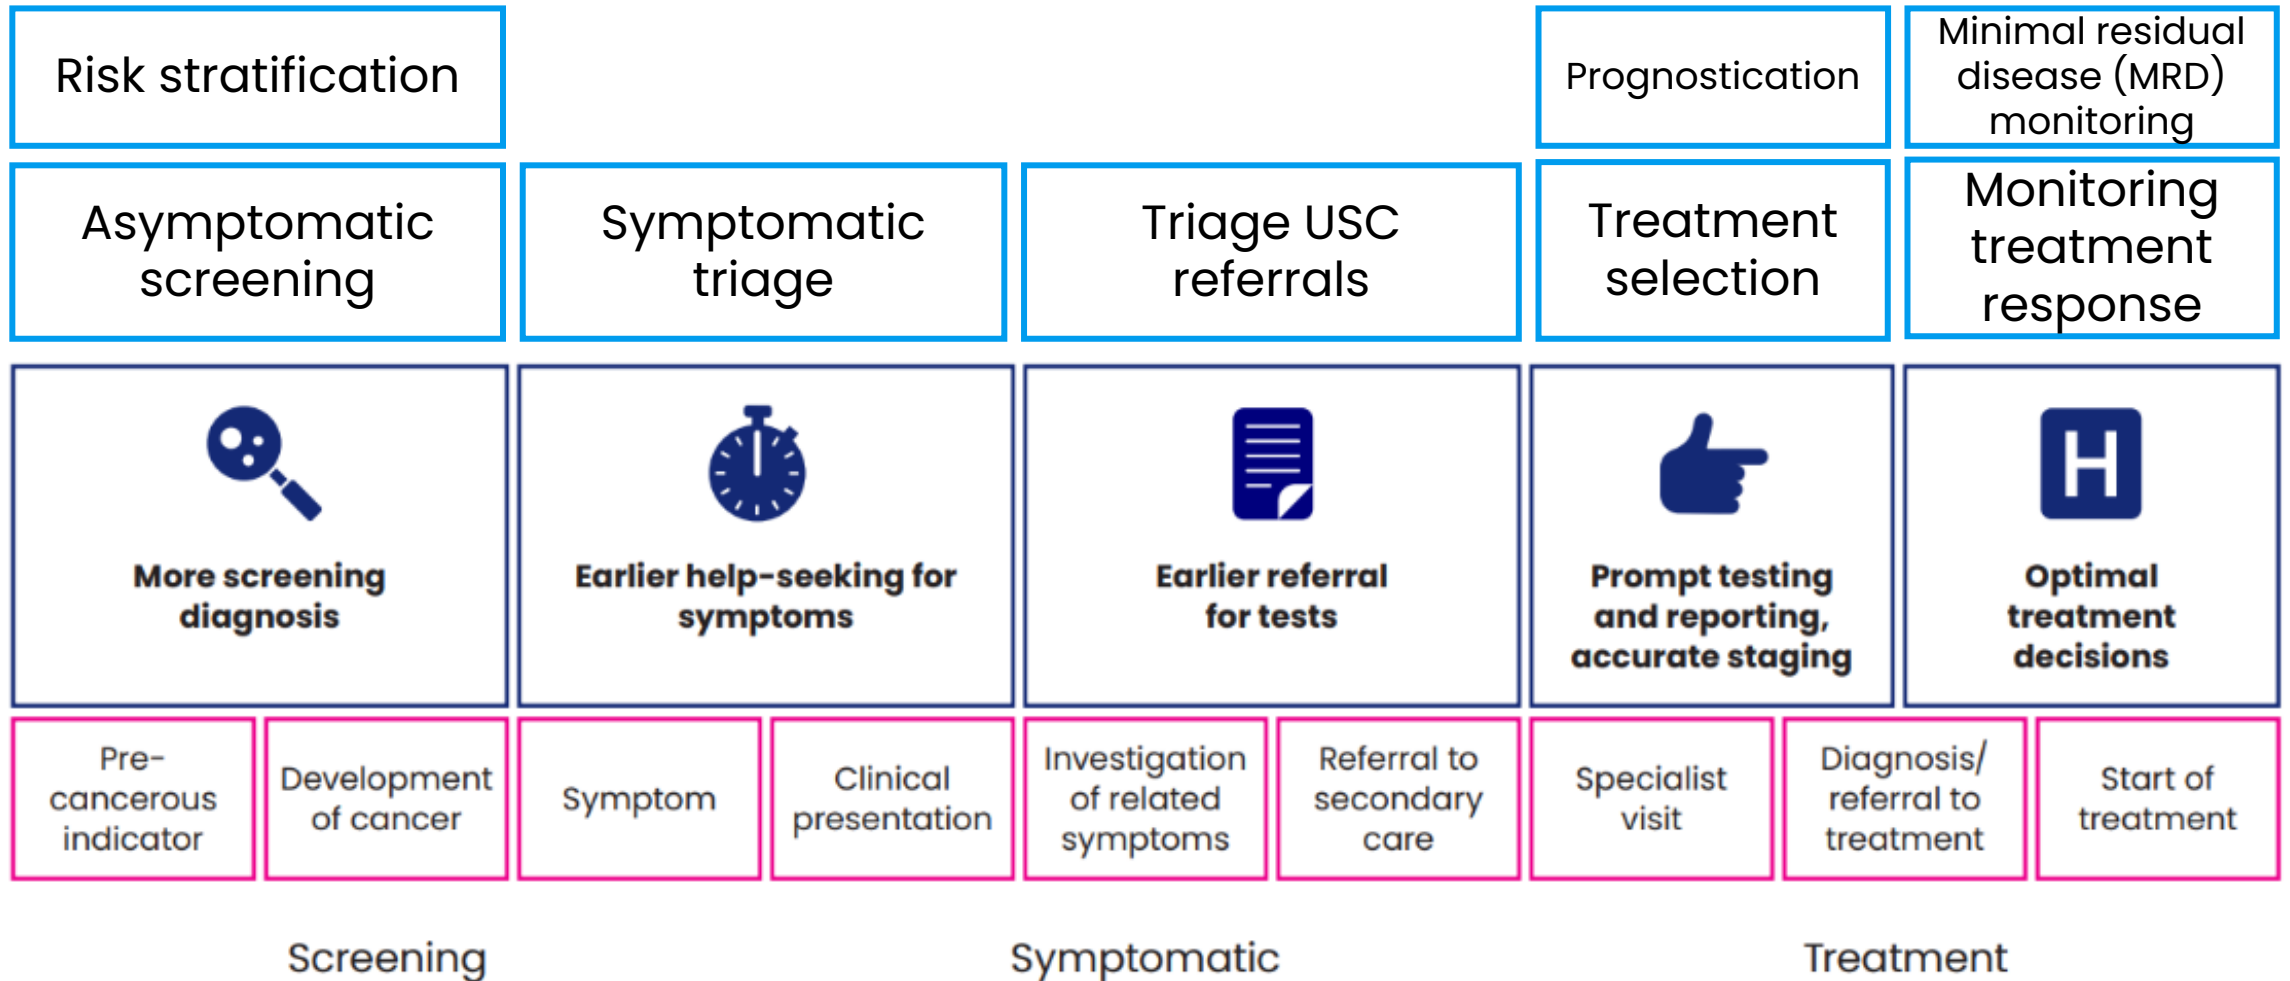 Risk stratification
Prognostication
Minimal residual
disease (MRD)
monitoring
Asymptomatic
screening
Symptomatic
triage
Triage USC
referrals
Treatment
selection
Monitoring
treatment
response
H
More screening
diagnosis
Earlier help-seeking for
symptoms
Earlier referral
for tests
Prompt testing
and reporting,
accurate staging
Optimal
treatment
decisions
Pre-
cancerous
indicator
Development
of cancer
Symptom
Clinical
presentation
Investigation
of related
symptoms
Referral to
secondary
care
Specialist
visit
Diagnosis/
referral to
treatment
Start of
treatment
Screening
Symptomatic
Treatment